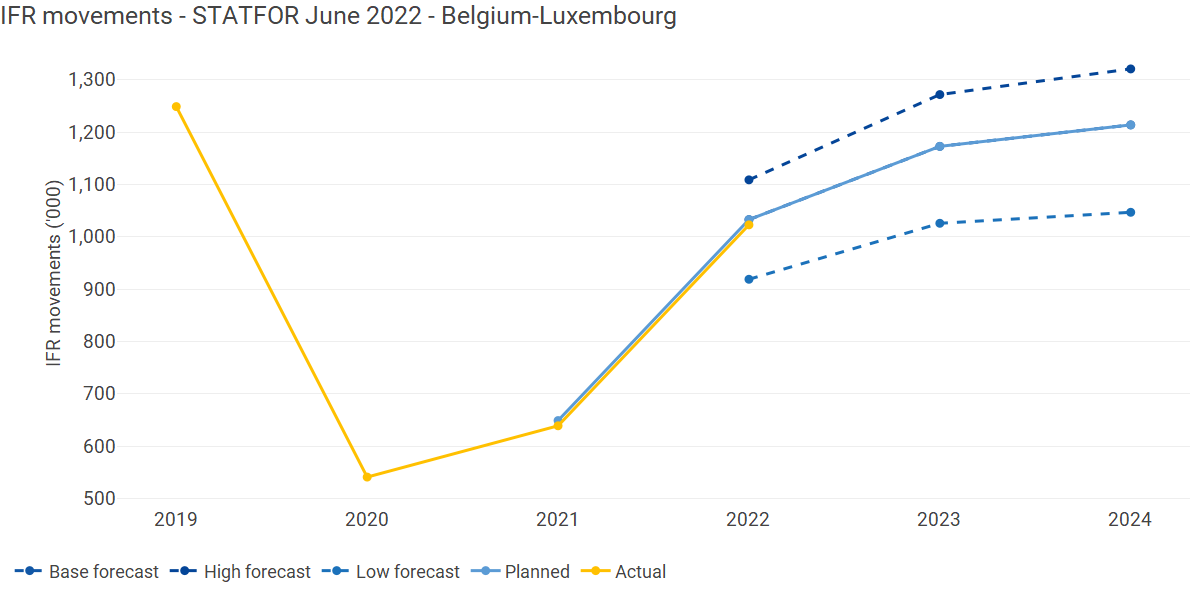 IFR movements - STATFOR June 2022 - Belgium-Luxembourg
IFR movements ('000)
1,300
1,200
1,100
1,000
900
800
700
600
500
2019 2020 2021 2022 2023 2024
Base forecast High forecast Low forecast Planned Actual